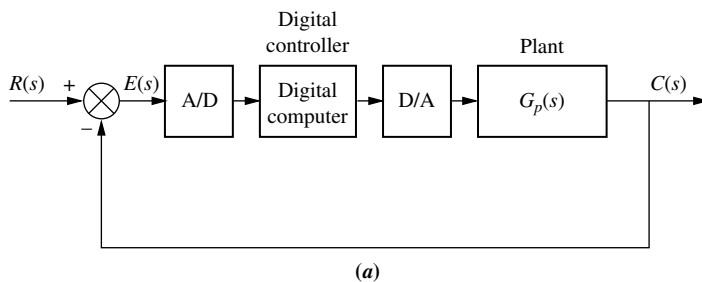 Digital
controller
Plant
R(s)
+
E(s)
A/D
Digital
computer
D/A
G_p(s)
C(s)
−
(a)